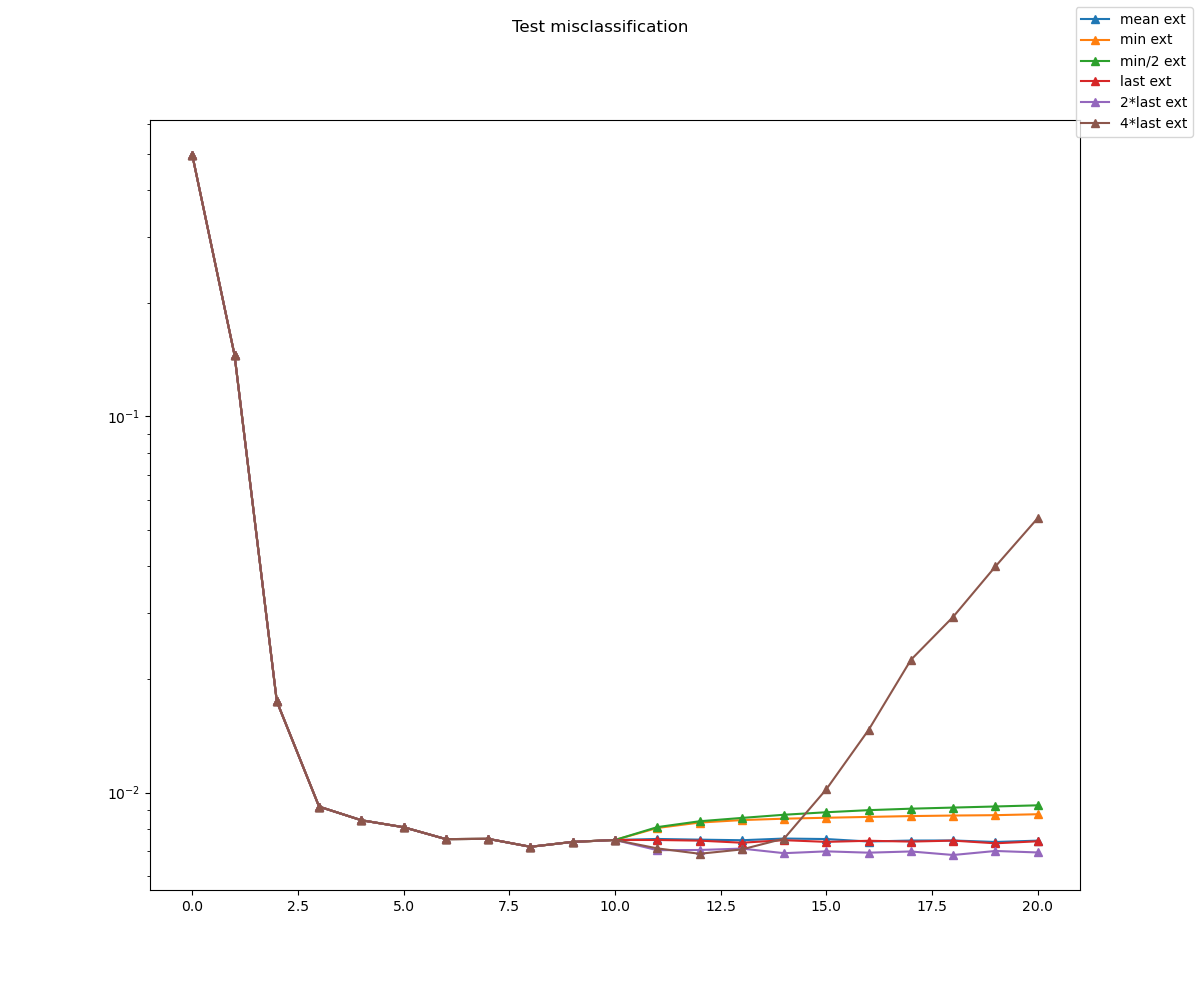 Test misclassification
mean ext
min ext
min/2 ext
last ext
2*last ext
4*last ext
10⁻¹
10⁻²
0.0 2.5 5.0 7.5 10.0 12.5 15.0 17.5 20.0